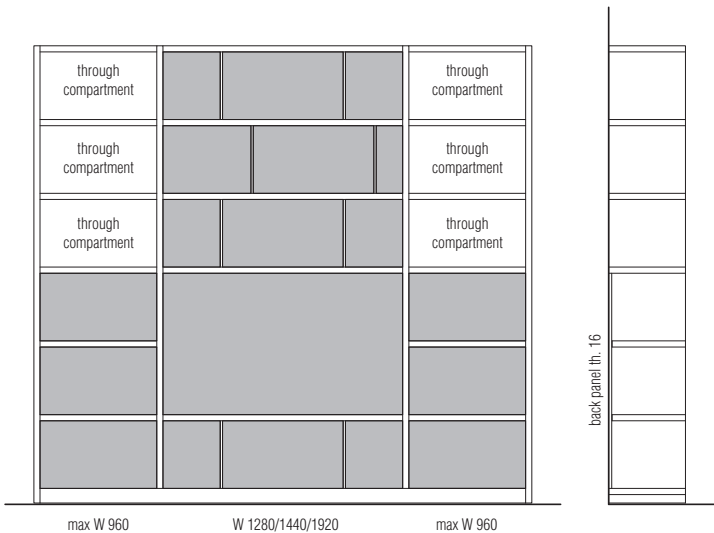 through
compartment
through
compartment
through
compartment
through
compartment
through
compartment
through
compartment
back panel th. 16
max W 960
W 1280/1440/1920
max W 960